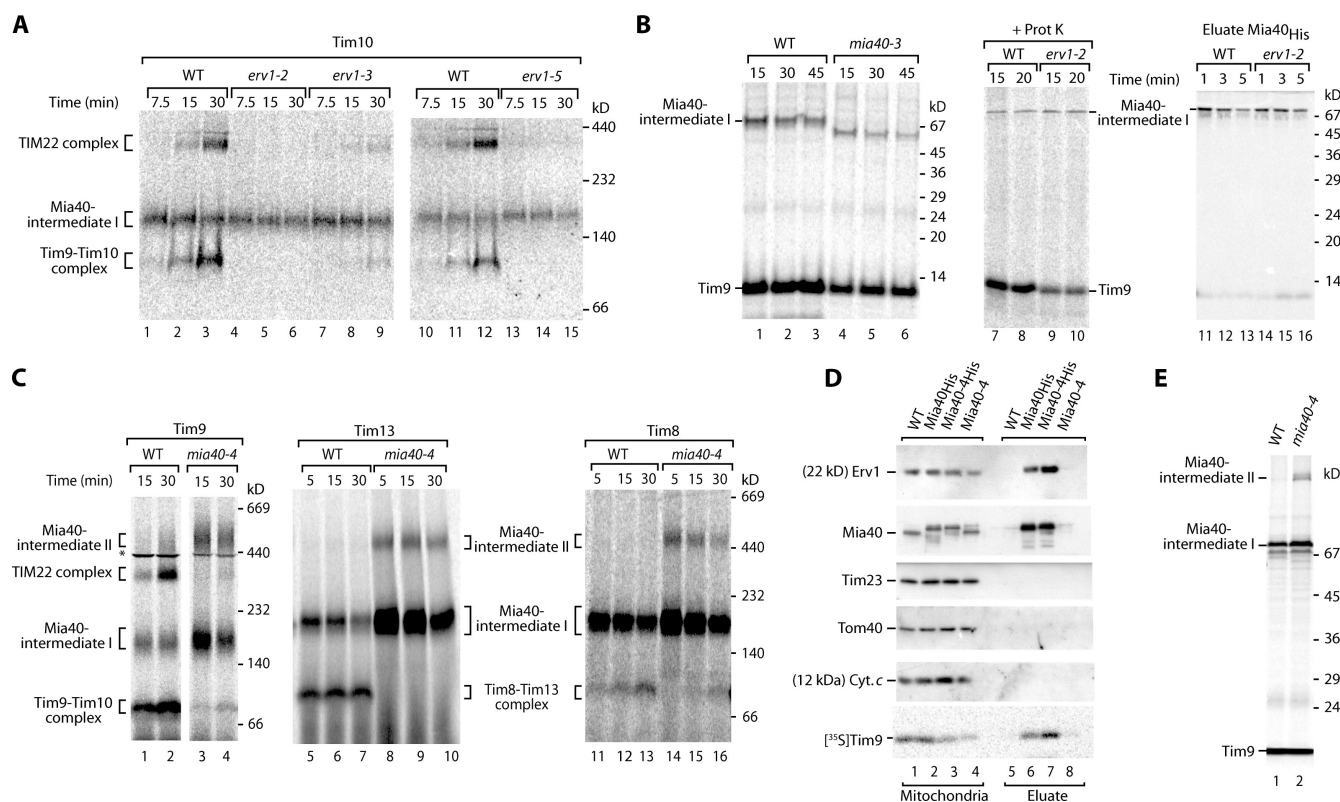 A
Tim10
WT erv1-2 erv1-3 WT erv1-5
Time (min) 7.5 15 30 7.5 15 30 7.5 15 30 7.5 15 30 7.5 15 30
kD
TIM22 complex
440
232
Mia40-
intermediate I
140
Tim9-Tim10
complex
66
1 2 3 4 5 6 7 8 9 10 11 12 13 14 15
B
WT mia40-3
15 30 45 15 30 45
kD
Mia40-
intermediate I
67
45
36
29
24
20
14
Tim9
1 2 3 4 5 6
+ Prot K
WT erv1-2
15 20 15 20
Tim9
7 8 9 10
Eluate Mia40His
WT erv1-2
Time (min) 1 3 5 1 3 5
kD
Mia40-
intermediate I
67
45
36
29
24
20
14
11 12 13 14 15 16
C
Tim9
WT mia40-4
Time (min) 15 30 15 30
kD
669
Mia40-
intermediate II
*
440
TIM22 complex
232
Mia40-
intermediate I
140
Tim9-Tim10
complex
66
1 2 3 4
Tim13
WT mia40-4
5 15 30 5 15 30
Mia40-
intermediate II
Mia40-
intermediate I
Tim8-Tim13
complex
5 6 7 8 9 10
Tim8
WT mia40-4
5 15 30 5 15 30
kD
669
440
232
140
66
11 12 13 14 15 16
D
WT Mia40His Mia40-4His Mia40-4 WT Mia40His Mia40-4His Mia40-4
(22 kD) Erv1
Mia40
Tim23
Tom40
(12 kDa) Cyt. c
[35S]Tim9
1 2 3 4 5 6 7 8
Mitochondria Eluate
E
WT mia40-4
Mia40-
intermediate II
kD
Mia40-
intermediate I
67
45
36
29
24
Tim9
1 2